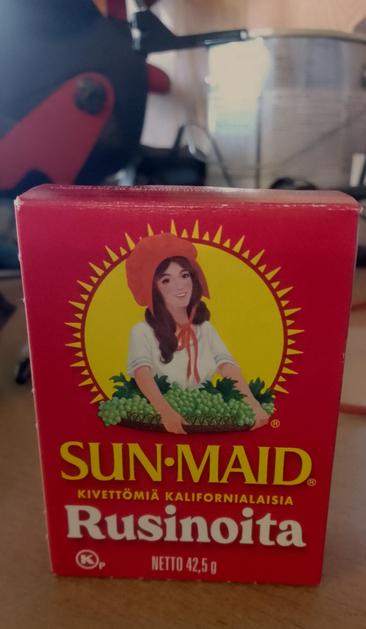 SUN·MAID®
KIVETTÖMIÄ KALIFORNIALAISIA
Rusinoita
K P NETTO 42,5 g